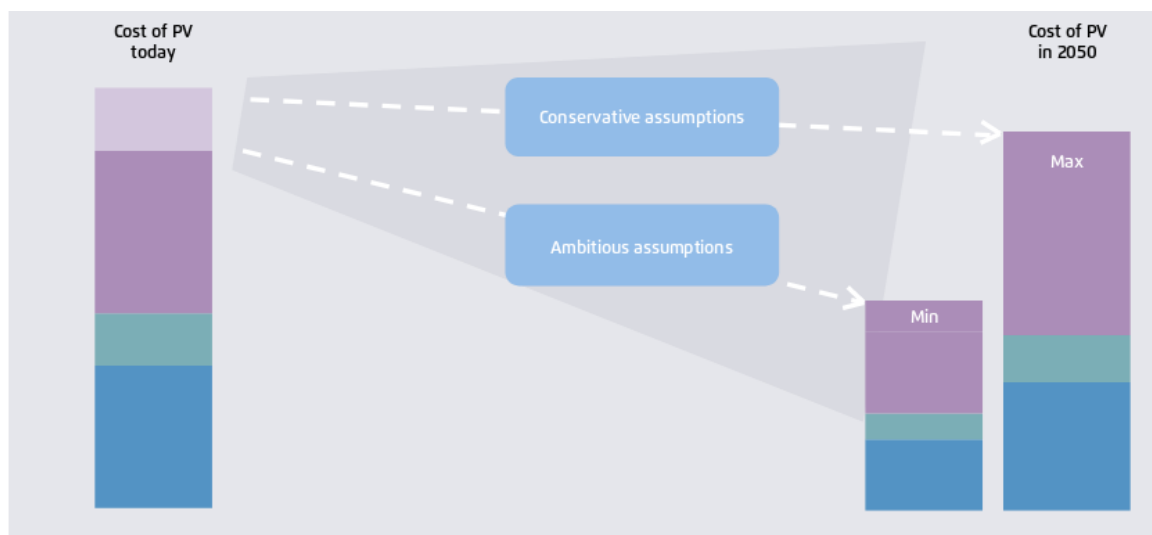 Cost of PV
today
Cost of PV
in 2050
Conservative assumptions
Max
Ambitious assumptions
Min